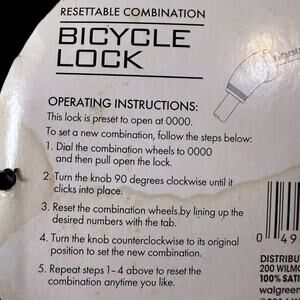 RESETTABLE COMBINATION
BICYCLE
LOCK
OPERATING INSTRUCTIONS:
This lock is preset to open at 0000.
To set a new combination, follow the steps below:
1. Dial the combination wheels to 0000
and then pull open the lock.
2. Turn the knob 90 degrees clockwise until it
clicks into place.
3. Reset the combination wheels by lining up the
desired numbers with the tab.
4. Turn the knob counterclockwise to its original
position to set the new combination.
5. Repeat steps 1–4 above to reset the
combination anytime you like.
0 49
DISTRIBUT
200 WILMO
100% SATI
walgreen